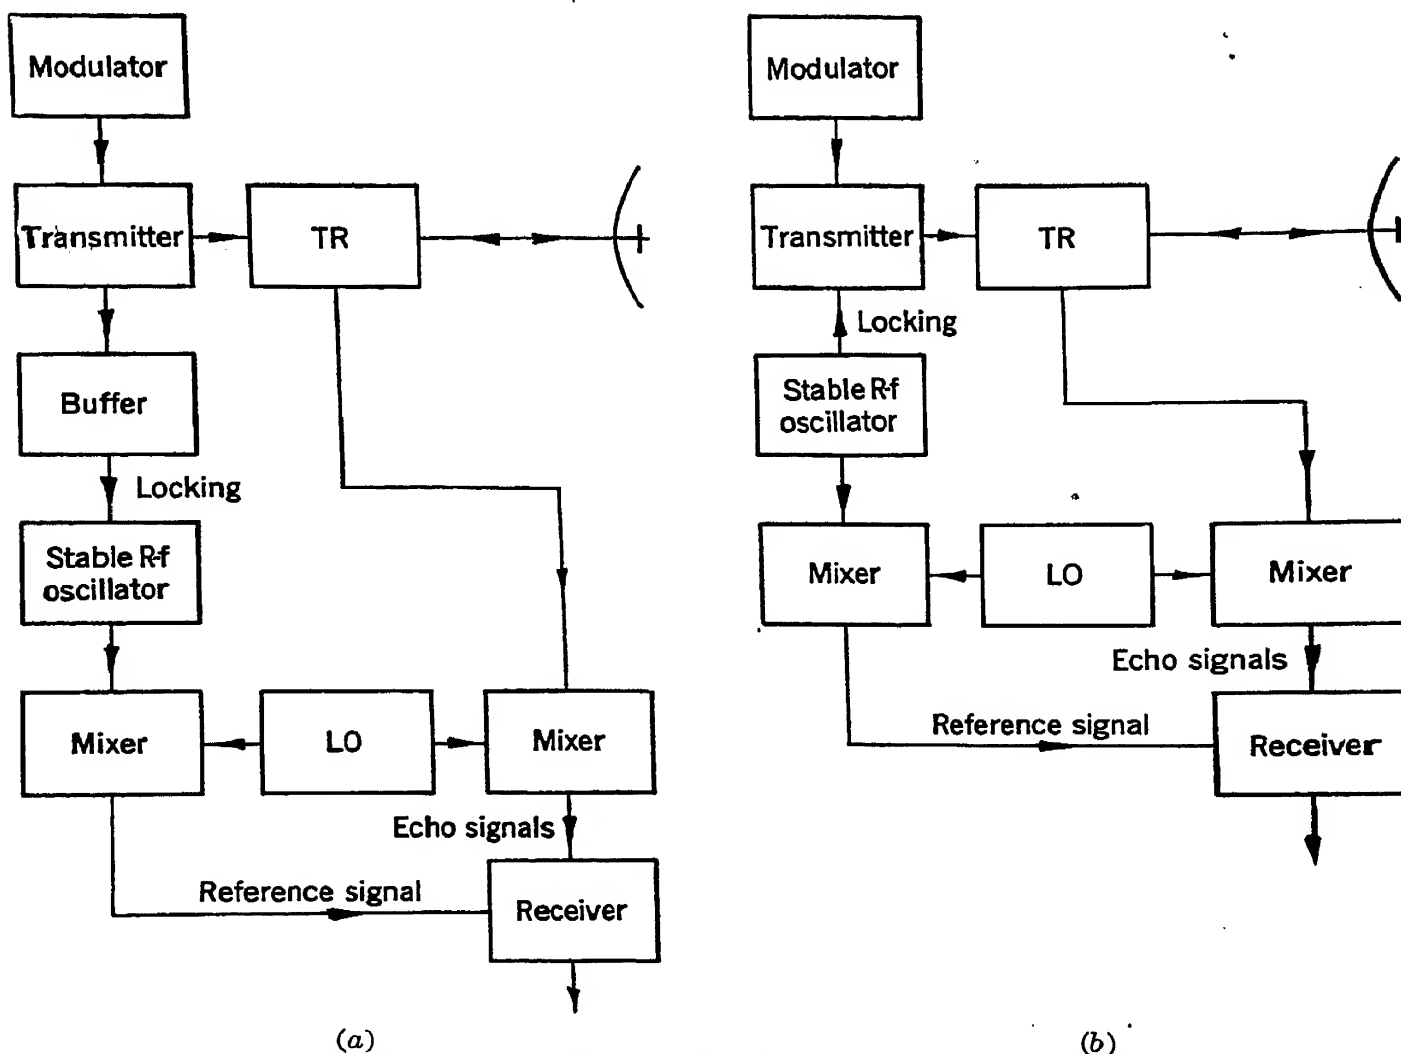 Modulator
Transmitter
TR
Buffer
Locking
Stable R-f
oscillator
Mixer
LO
Mixer
Echo signals
Reference signal
Receiver
(a)
Modulator
Transmitter
TR
Locking
Stable R-f
oscillator
Mixer
LO
Mixer
Echo signals
Reference signal
Receiver
(b)